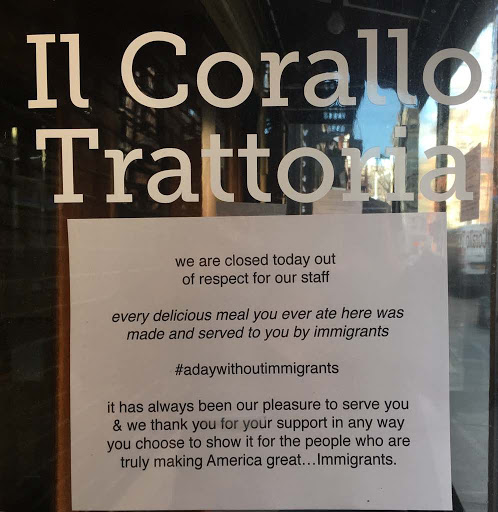 Il Corallo
Trattoria
we are closed today out
of respect for our staff
every delicious meal you ever ate here was
made and served to you by immigrants
#adaywithoutimmigrants
it has always been our pleasure to serve you
& we thank you for your support in any way
you choose to show it for the people who are
truly making America great...Immigrants.